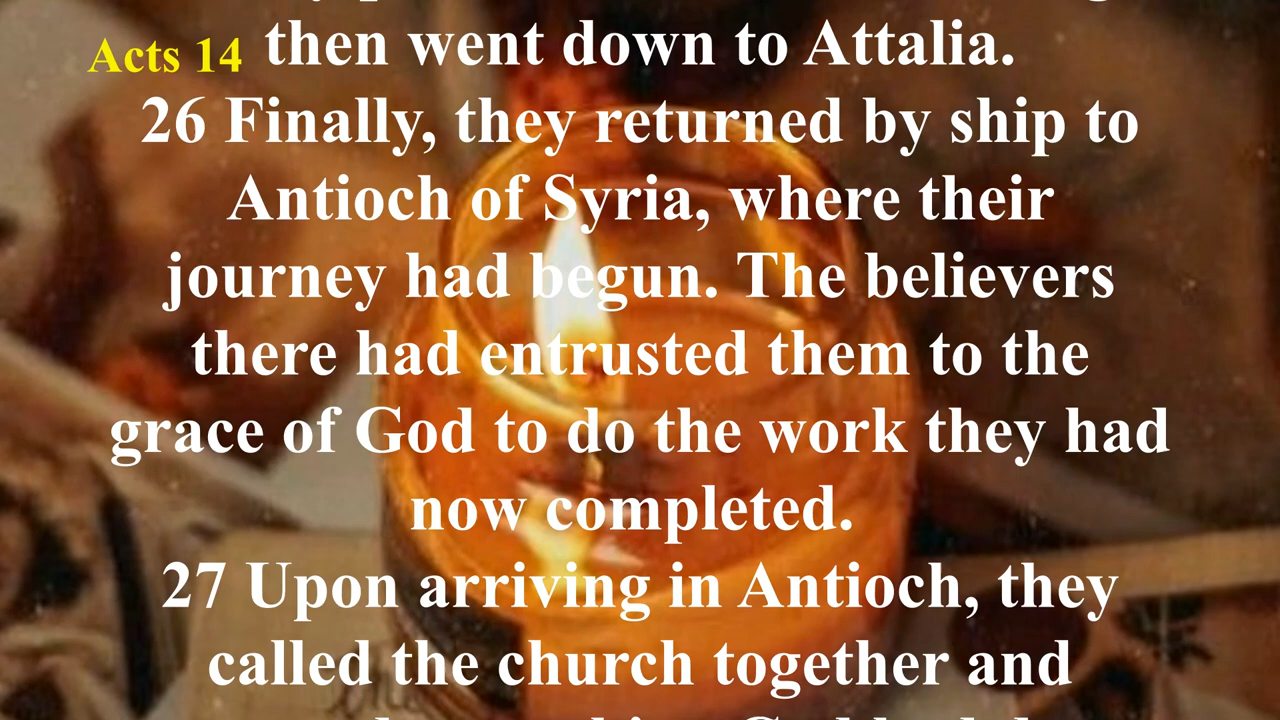 Acts 14
then went down to Attalia.
26 Finally, they returned by ship to
Antioch of Syria, where their
journey had begun. The believers
there had entrusted them to the
grace of God to do the work they had
now completed.
27 Upon arriving in Antioch, they
called the church together and